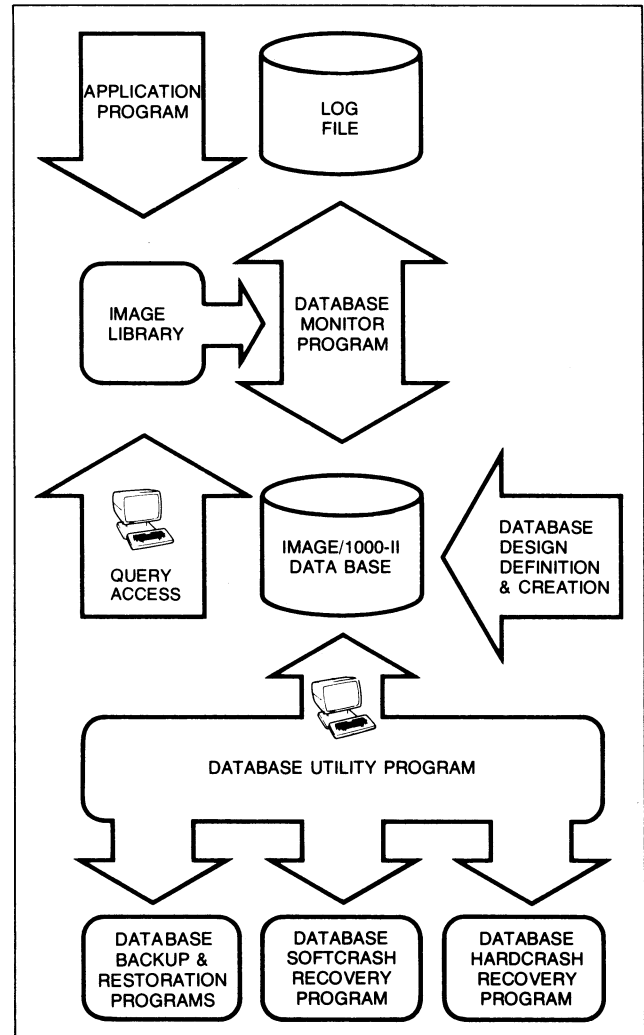 APPLICATION
PROGRAM
LOG
FILE
IMAGE
LIBRARY
DATABASE
MONITOR
PROGRAM
QUERY
ACCESS
IMAGE/1000-II
DATA BASE
DATABASE
DESIGN
DEFINITION
& CREATION
DATABASE UTILITY PROGRAM
DATABASE
BACKUP &
RESTORATION
PROGRAMS
DATABASE
SOFTCRASH
RECOVERY
PROGRAM
DATABASE
HARDCRASH
RECOVERY
PROGRAM